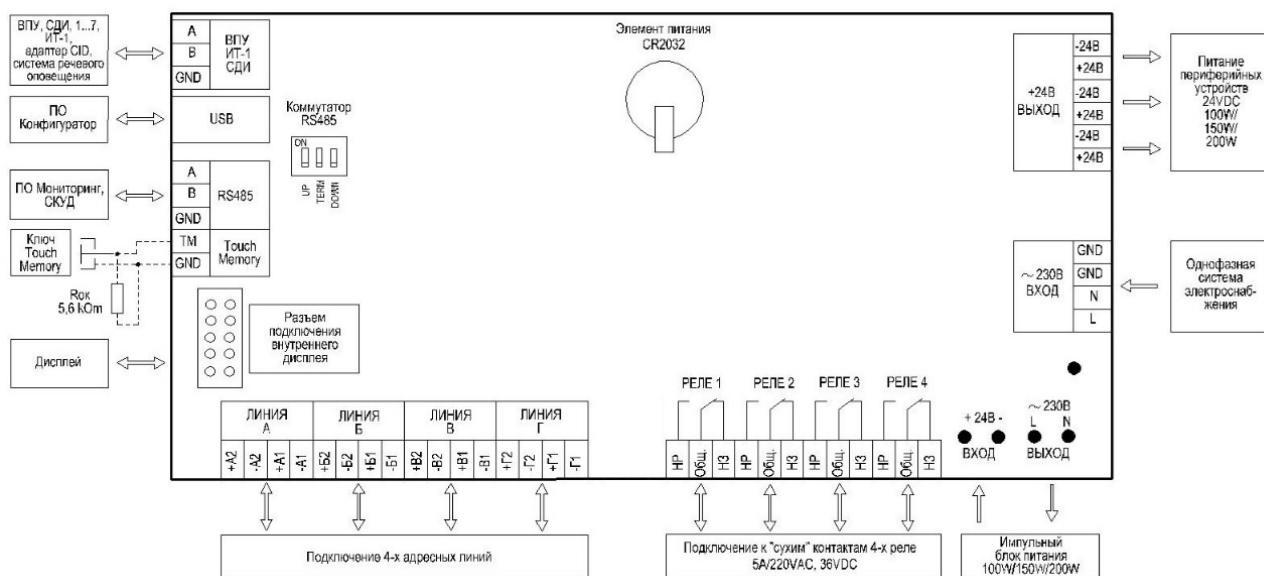 ВПУ, СДИ, 1...7,
ИТ-1,
адаптер CID,
система речевого
оповещения
A
B
GND
ВПУ
ИТ-1
СДИ
ПО
Конфигуратор
USB
Коммутатор
RS485
ON
UP
TERM
DOWN
ПО Мониторинг,
СКУД
A
B
GND
RS485
Ключ
Touch
Memory
TM
GND
Touch
Memory
Rок
5,6 kOm
Дисплей
Разъем
подключения
внутреннего
дисплея
Элемент питания
CR2032
+24В
ВЫХОД
-24В
+24В
-24В
+24В
-24В
+24В
Питание
периферийных
устройств
24VDC
100W/
150W/
200W
~ 230В
ВХОД
GND
GND
N
L
Однофазная
система
электроснаб-
жения
ЛИНИЯ
А
ЛИНИЯ
Б
ЛИНИЯ
В
ЛИНИЯ
Г
+А2
-А2
+А1
-А1
+Б2
-Б2
+Б1
-Б1
+В2
-В2
+В1
-В1
+Г2
-Г2
+Г1
-Г1
РЕЛЕ 1
РЕЛЕ 2
РЕЛЕ 3
РЕЛЕ 4
НР
Общ.
НЗ
НР
Общ.
НЗ
НР
Общ.
НЗ
НР
Общ.
НЗ
+ 24В -
ВХОД
~ 230В
L N
ВЫХОД
Подключение 4-х адресных линий
Подключение к "сухим" контактам 4-х реле
5A/220VAC, 36VDC
Импульный
блок питания
100W/150W/200W